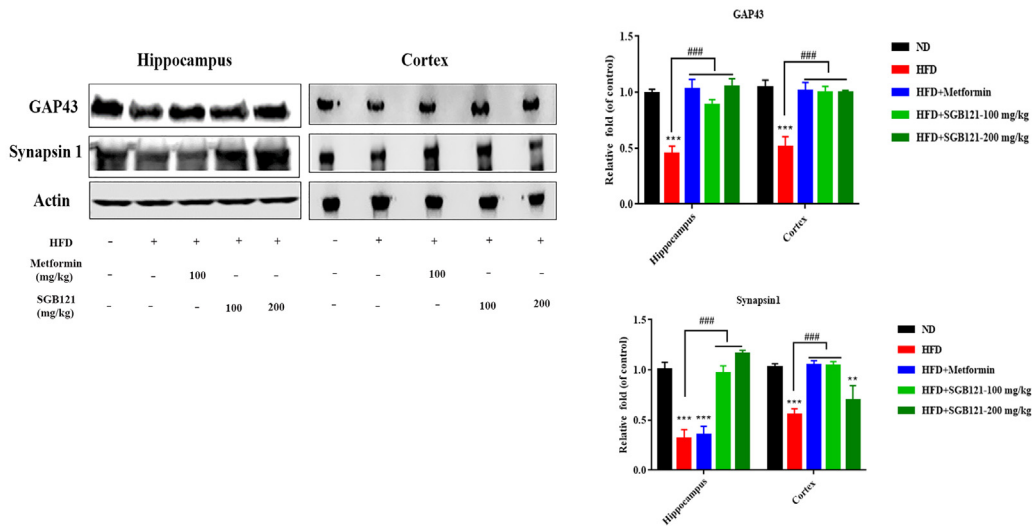 Hippocampus
Cortex
GAP43
Synapsin 1
Actin
HFD - + + + + - + + + +
Metformin
(mg/kg) - - 100 - - - - 100 - -
SGB121
(mg/kg) - - - 100 200 - - - 100 200
GAP43
Relative fold (of control)
1.5
1.0
0.5
0.0
###
###
***
***
Hippocampus
Cortex
ND
HFD
HFD+Metformin
HFD+SGB121-100 mg/kg
HFD+SGB121-200 mg/kg
Synapsin1
Relative fold (of control)
1.5
1.0
0.5
0.0
###
###
*** ***
***
**
Hippocampus
Cortex
ND
HFD
HFD+Metformin
HFD+SGB121-100 mg/kg
HFD+SGB121-200 mg/kg